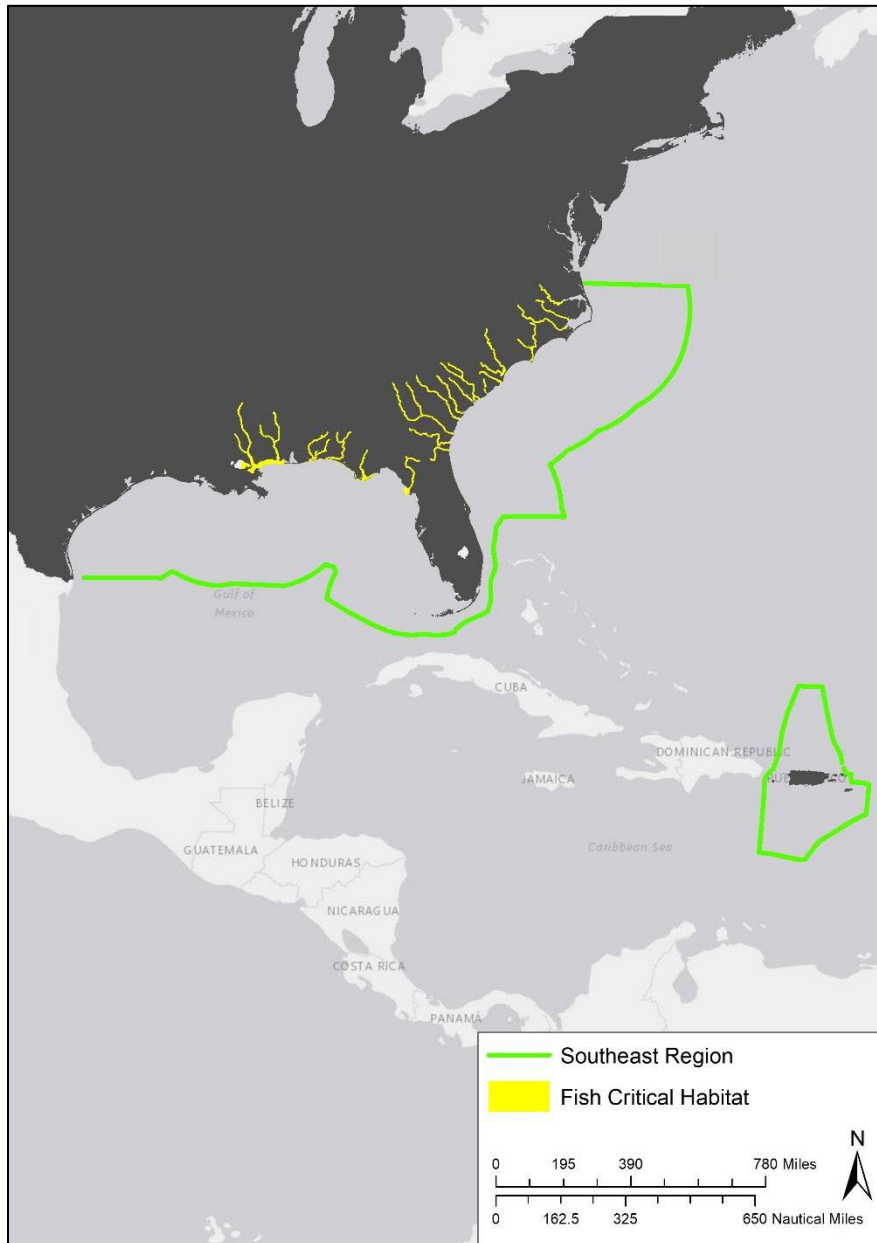 Gulf of
Mexico
CUBA
DOMINICAN REPUBLIC
JAMAICA
BELIZE
Caribbean Sea
GUATEMALA
HONDURAS
NICARAGUA
COSTA RICA
PANAMÁ
Southeast Region
Fish Critical Habitat
N
0 195 390 780 Miles
0 162.5 325 650 Nautical Miles